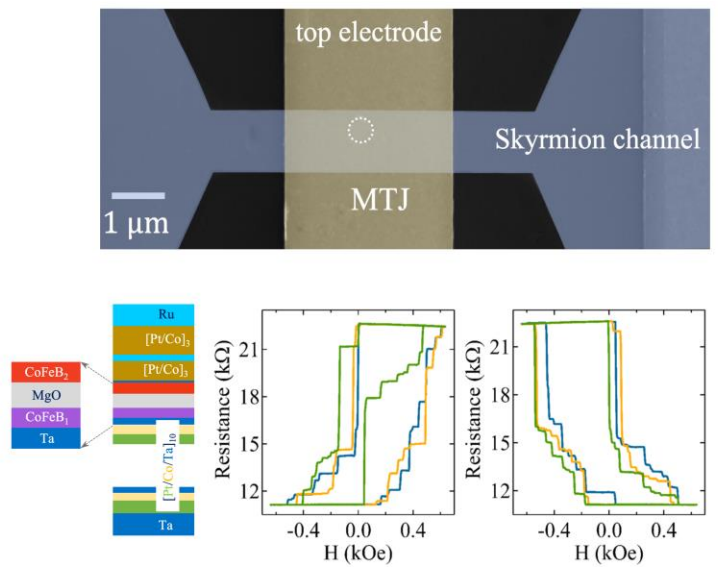 top electrode
Skyrmion channel
MTJ
1 μm
Ru
[Pt/Co]₃
[Pt/Co]₃
CoFeB₂
MgO
CoFeB₁
Ta
[Pt/Co/Ta]₁₀
Ta
Resistance (kΩ)
21
18
15
12
-0.4
0.0
0.4
H (kOe)
Resistance (kΩ)
21
18
15
12
-0.4
0.0
0.4
H (kOe)